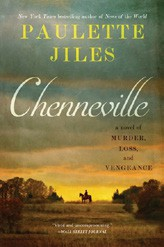 New York Times bestselling author of News of the World
PAULETTE
JILES
Chenneville
a novel of
MURDER,
LOSS,
and
VENGEANCE